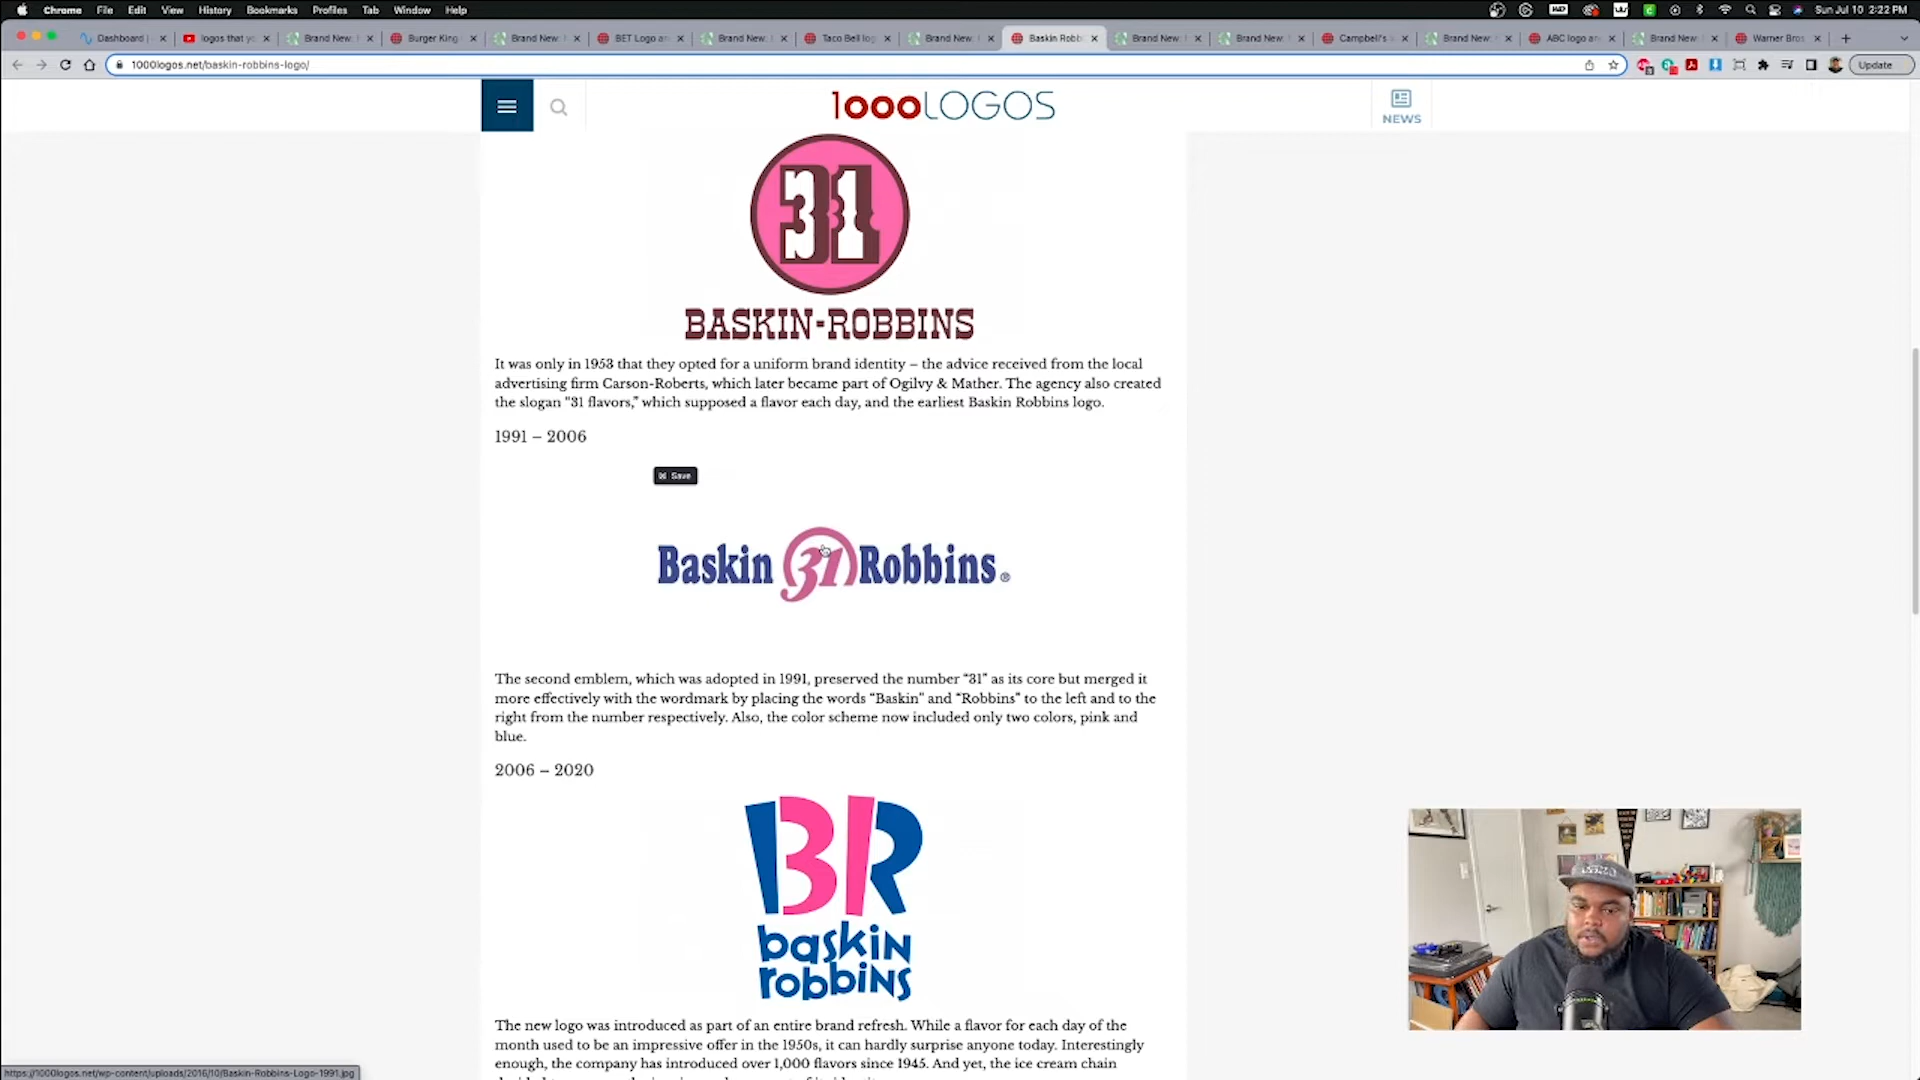 Chrome File Edit View History Bookmarks Profiles Tab Window Help
Sun Jul 10 2:22 PM
Dashboard | logos that y Brand New: Burger King Brand New: BET Logo an Brand New: Taco Bell log Brand New: Baskin Robb Brand New: Brand New: Campbell's Brand New: ABC logo an Brand New: Warner Bros
1000logos.net/baskin-robbins-logo/
Update
1000LOGOS
NEWS
31
BASKIN-ROBBINS
It was only in 1953 that they opted for a uniform brand identity – the advice received from the local
advertising firm Carson-Roberts, which later became part of Ogilvy & Mather. The agency also created
the slogan “31 flavors,” which supposed a flavor each day, and the earliest Baskin Robbins logo.
1991 – 2006
Save
Baskin 31 Robbins ®
The second emblem, which was adopted in 1991, preserved the number “31” as its core but merged it
more effectively with the wordmark by placing the words “Baskin” and “Robbins” to the left and to the
right from the number respectively. Also, the color scheme now included only two colors, pink and
blue.
2006 – 2020
BR
baskin
robbins
The new logo was introduced as part of an entire brand refresh. While a flavor for each day of the
month used to be an impressive offer in the 1950s, it can hardly surprise anyone today. Interestingly
enough, the company has introduced over 1,000 flavors since 1945. And yet, the ice cream chain
https://1000logos.net/wp-content/uploads/2016/10/Baskin-Robbins-Logo-1991.jpg